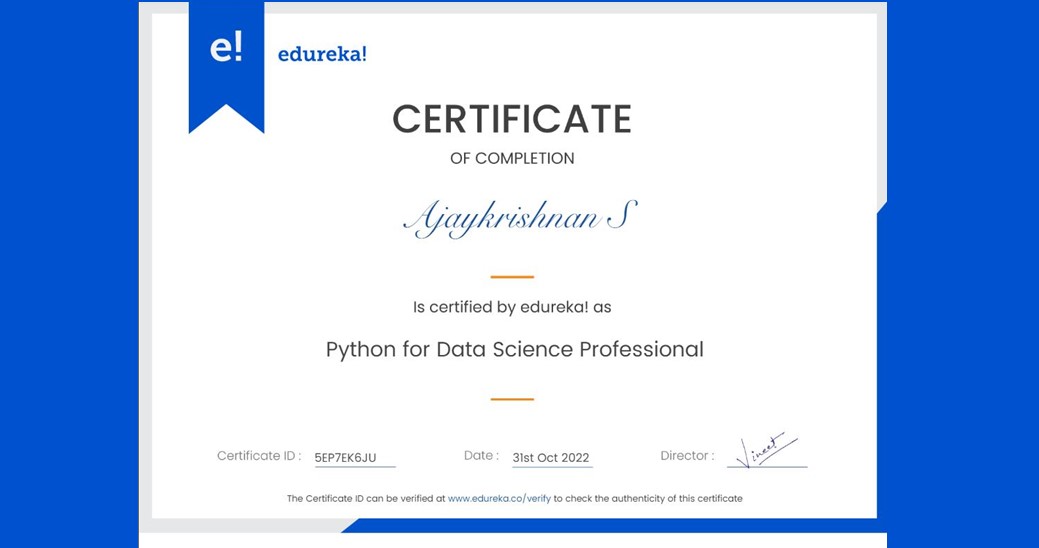 e!
edureka!
CERTIFICATE
OF COMPLETION
Ajaykrishnan S
Is certified by edureka! as
Python for Data Science Professional
Certificate ID : 5EP7EK6JU Date : 31st Oct 2022 Director : Vineet
The Certificate ID can be verified at www.edureka.co/verify to check the authenticity of this certificate